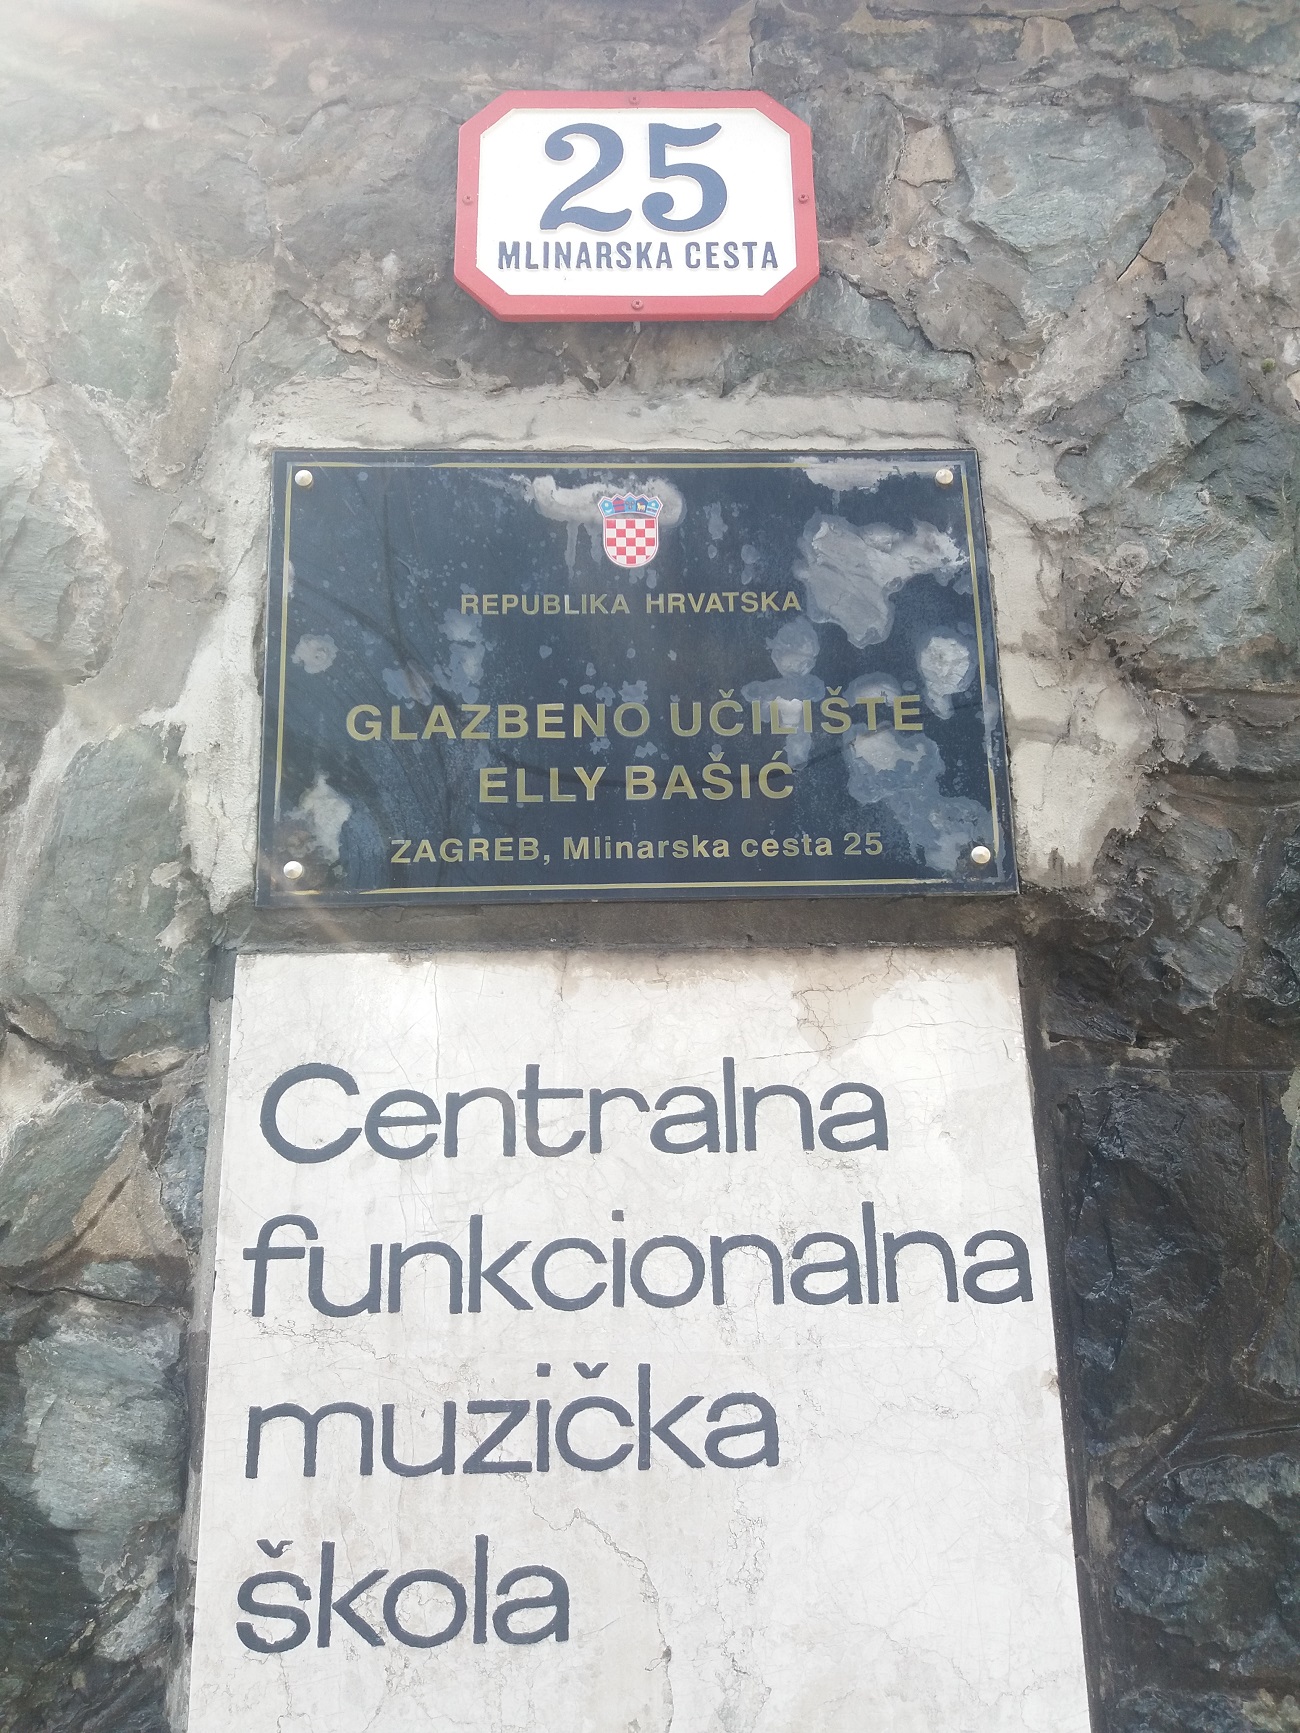 25
MLINARSKA CESTA
REPUBLIKA HRVATSKA
GLAZBENO UČILIŠTE
ELLY BAŠIĆ
ZAGREB, Mlinarska cesta 25
Centralna
funkcionalna
muzička
škola